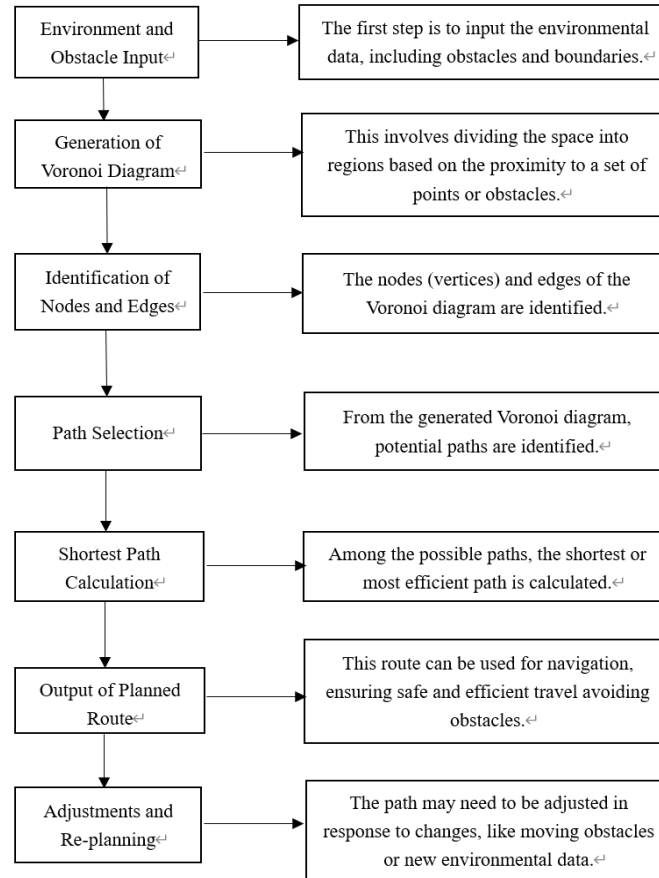 Environment and
Obstacle Input↵
The first step is to input the environmental
data, including obstacles and boundaries.↵
Generation of
Voronoi Diagram↵
This involves dividing the space into
regions based on the proximity to a set of
points or obstacles.↵
Identification of
Nodes and Edges↵
The nodes (vertices) and edges of the
Voronoi diagram are identified.↵
Path Selection↵
From the generated Voronoi diagram,
potential paths are identified.↵
Shortest Path
Calculation↵
Among the possible paths, the shortest or
most efficient path is calculated.↵
Output of Planned
Route↵
This route can be used for navigation,
ensuring safe and efficient travel avoiding
obstacles.↵
Adjustments and
Re-planning↵
The path may need to be adjusted in
response to changes, like moving obstacles
or new environmental data.↵